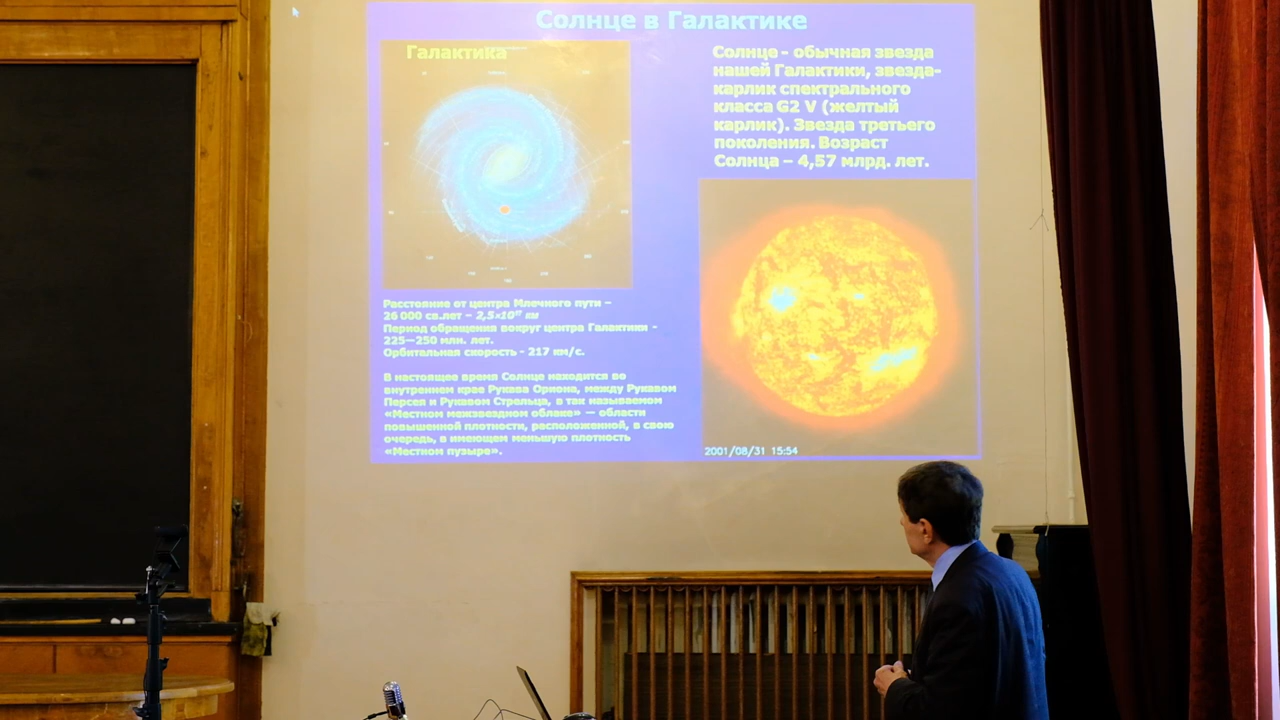 Солнце в Галактике
Галактика
Солнце - обычная звезда
нашей Галактики, звезда-
карлик спектрального
класса G2 V (желтый
карлик). Звезда третьего
поколения. Возраст
Солнца – 4,57 млрд. лет.
Расстояние от центра Млечного пути –
26 000 св.лет – 2,5×10¹⁷ км
Период обращения вокруг центра Галактики -
225—250 млн. лет.
Орбитальная скорость - 217 км/с.
В настоящее время Солнце находится во
внутреннем крае Рукава Ориона, между Рукавом
Персея и Рукавом Стрельца, в так называемом
«Местном межзвездном облаке» — области
повышенной плотности, расположенной, в свою
очередь, в имеющем меньшую плотность
«Местном пузыре».
2001/08/31 15:54